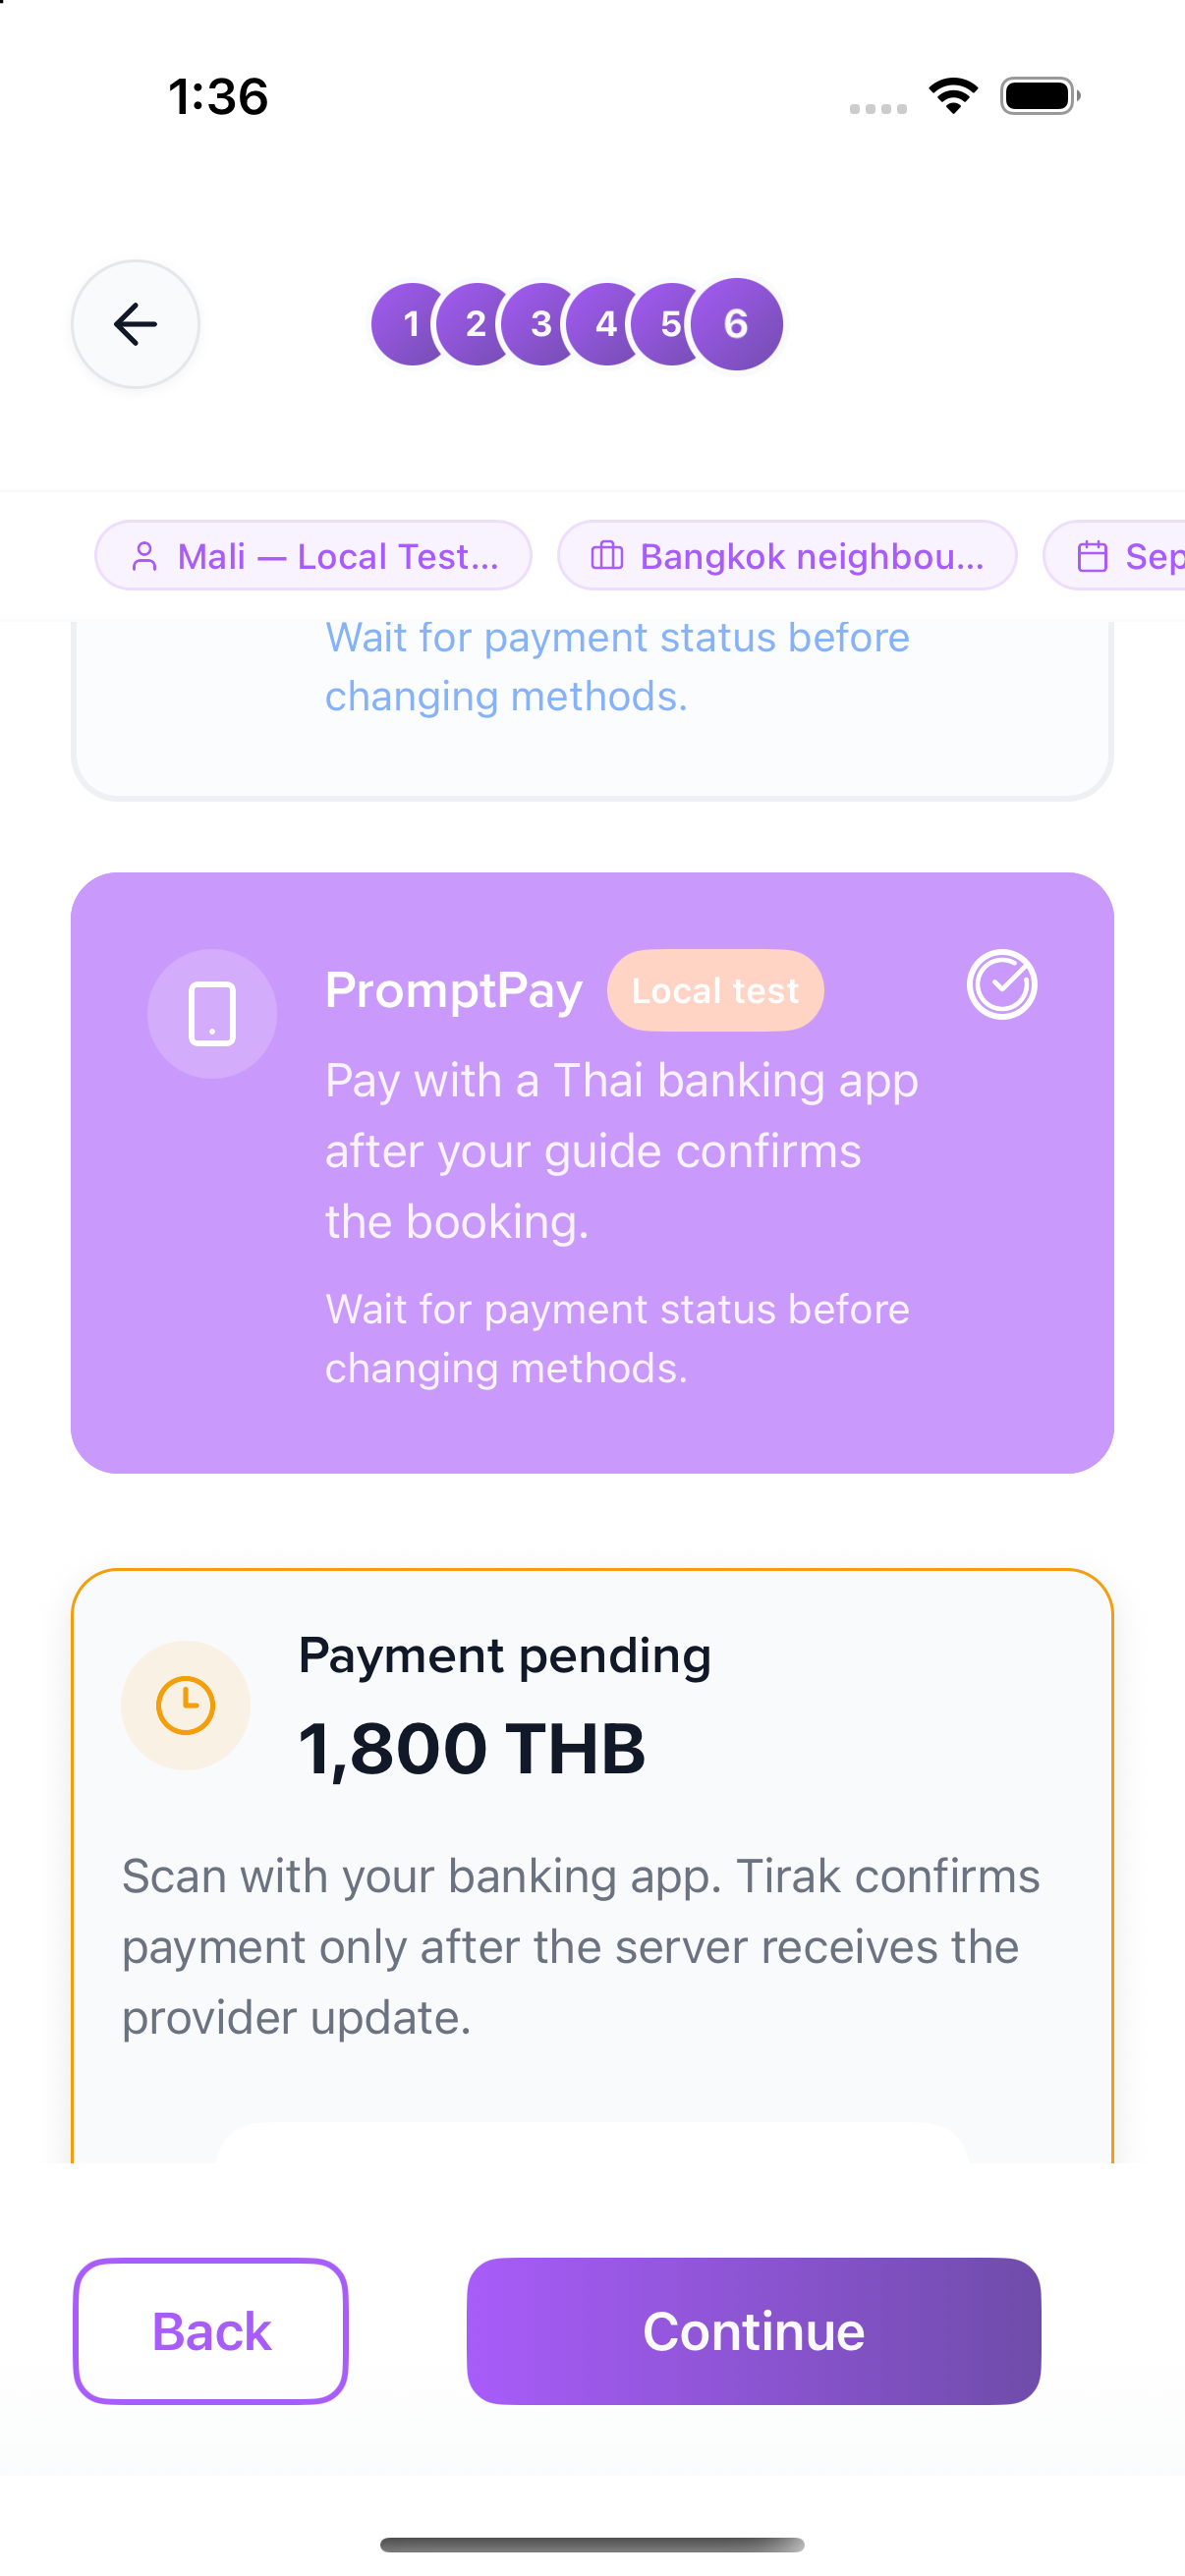 1:36
1 2 3 4 5 6
Mali — Local Test... Bangkok neighbou... Sep
Wait for payment status before
changing methods.
PromptPay Local test
Pay with a Thai banking app
after your guide confirms
the booking.
Wait for payment status before
changing methods.
Payment pending
1,800 THB
Scan with your banking app. Tirak confirms
payment only after the server receives the
provider update.
Back Continue